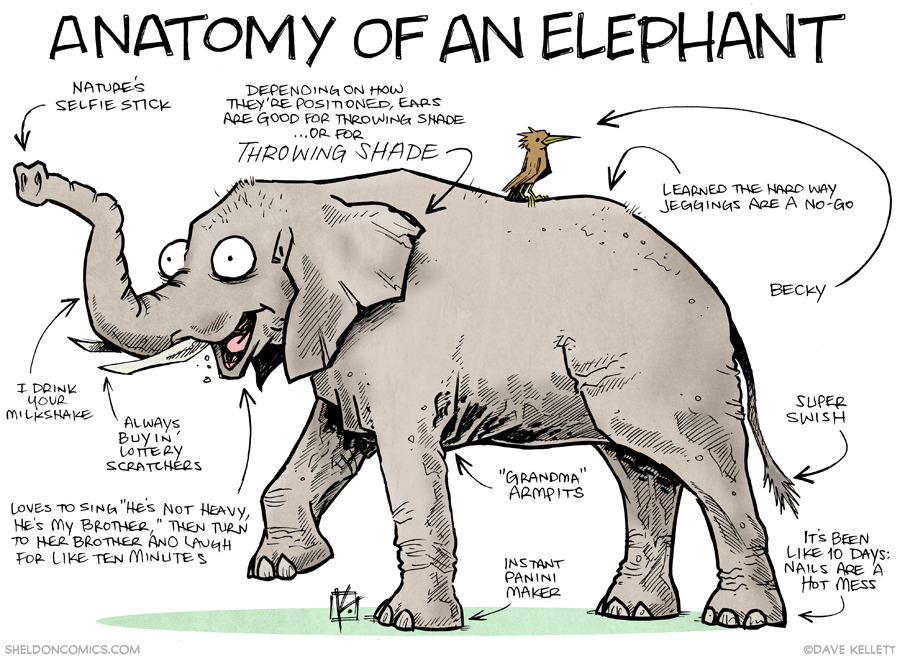 ANATOMY OF AN ELEPHANT
NATURE'S
SELFIE STICK
DEPENDING ON HOW
THEY'RE POSITIONED, EARS
ARE GOOD FOR THROWING SHADE
...OR FOR
THROWING SHADE
LEARNED THE HARD WAY
JEGGINGS ARE A NO-GO
BECKY
I DRINK
YOUR
MILKSHAKE
ALWAYS
BUYIN'
LOTTERY
SCRATCHERS
SUPER
SWISH
"GRANDMA"
ARMPITS
LOVES TO SING "HE'S NOT HEAVY,
HE'S MY BROTHER," THEN TURN
TO HER BROTHER AND LAUGH
FOR LIKE TEN MINUTES
INSTANT
PANINI
MAKER
IT'S BEEN
LIKE 10 DAYS:
NAILS ARE A
HOT MESS
SHELDONCOMICS.COM
©DAVE KELLETT